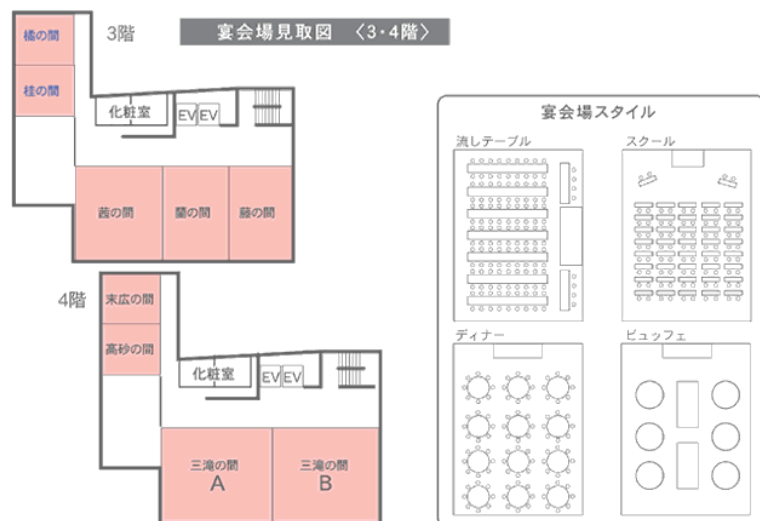 宴会場見取図 〈3・4階〉
3階
橘の間
桂の間
化粧室
EV EV
茜の間
蘭の間
藤の間
4階
末広の間
高砂の間
化粧室
EV EV
三滝の間
A
三滝の間
B
宴会場スタイル
流しテーブル
スクール
ディナー
ビュッフェ